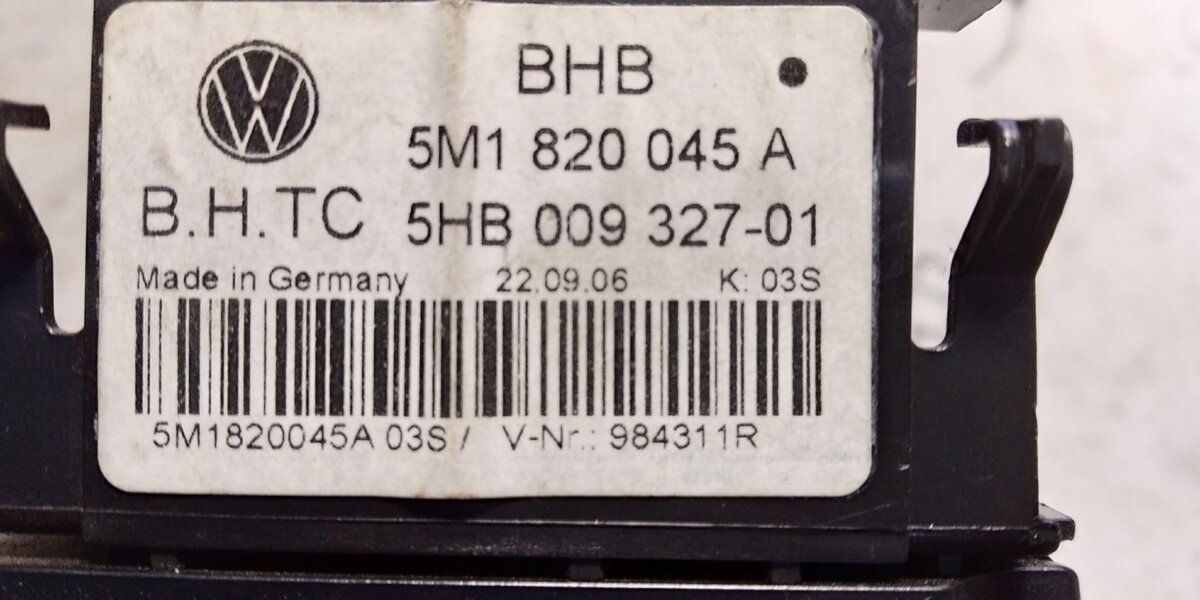 BHB
5M1 820 045 A
B.H.TC 5HB 009 327-01
Made in Germany 22.09.06 K: 03S
5M1820045A 03S / V-Nr.: 984311R